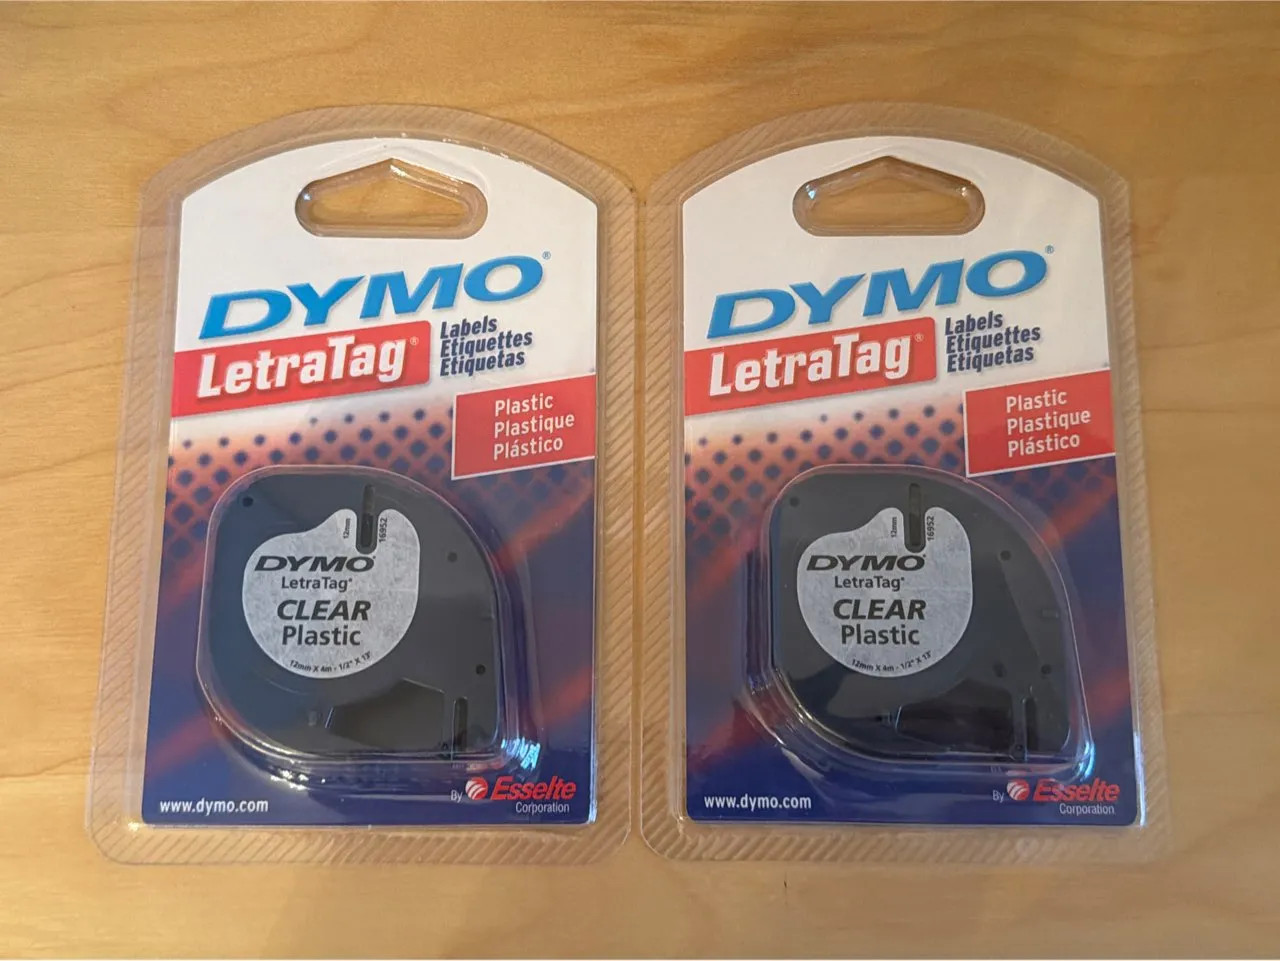 DYMO®
LetraTag®
Labels
Etiquettes
Etiquetas
Plastic
Plastique
Plástico
12mm
16952
DYMO®
LetraTag®
CLEAR
Plastic
12mm X 4m - 1/2" X 13'
www.dymo.com
By Esselte
Corporation
DYMO®
LetraTag®
Labels
Etiquettes
Etiquetas
Plastic
Plastique
Plástico
12mm
16952
DYMO®
LetraTag®
CLEAR
Plastic
12mm X 4m - 1/2" X 13'
www.dymo.com
By Esselte
Corporation